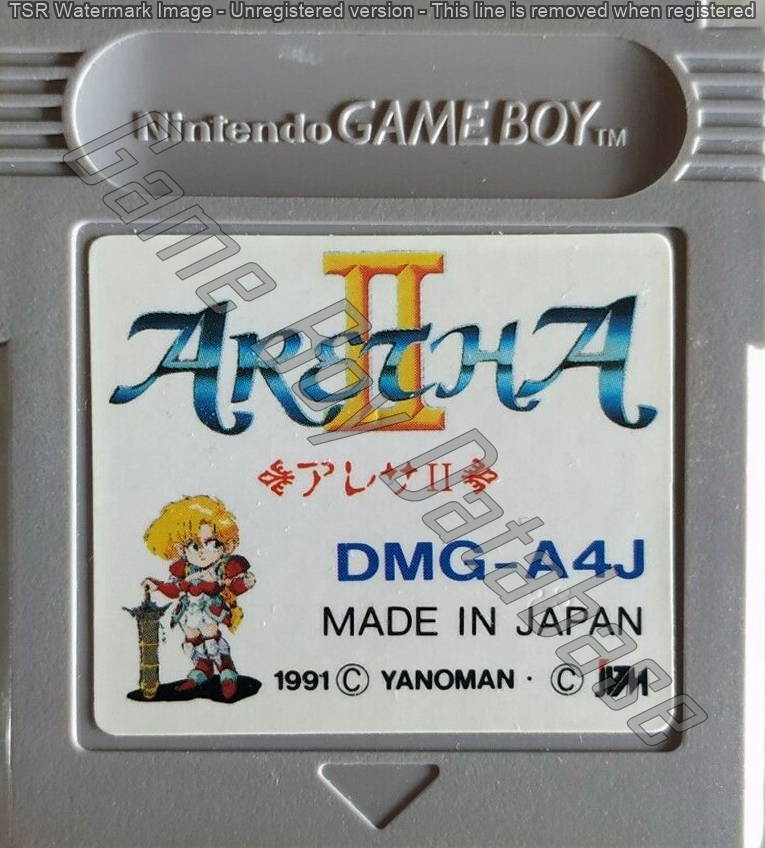 TSR Watermark Image - Unregistered version - This line is removed when registered
Nintendo GAME BOY TM
II
ARETHA
アレサII
DMG-A4J
MADE IN JAPAN
1991 © YANOMAN · ©
Game Boy Database